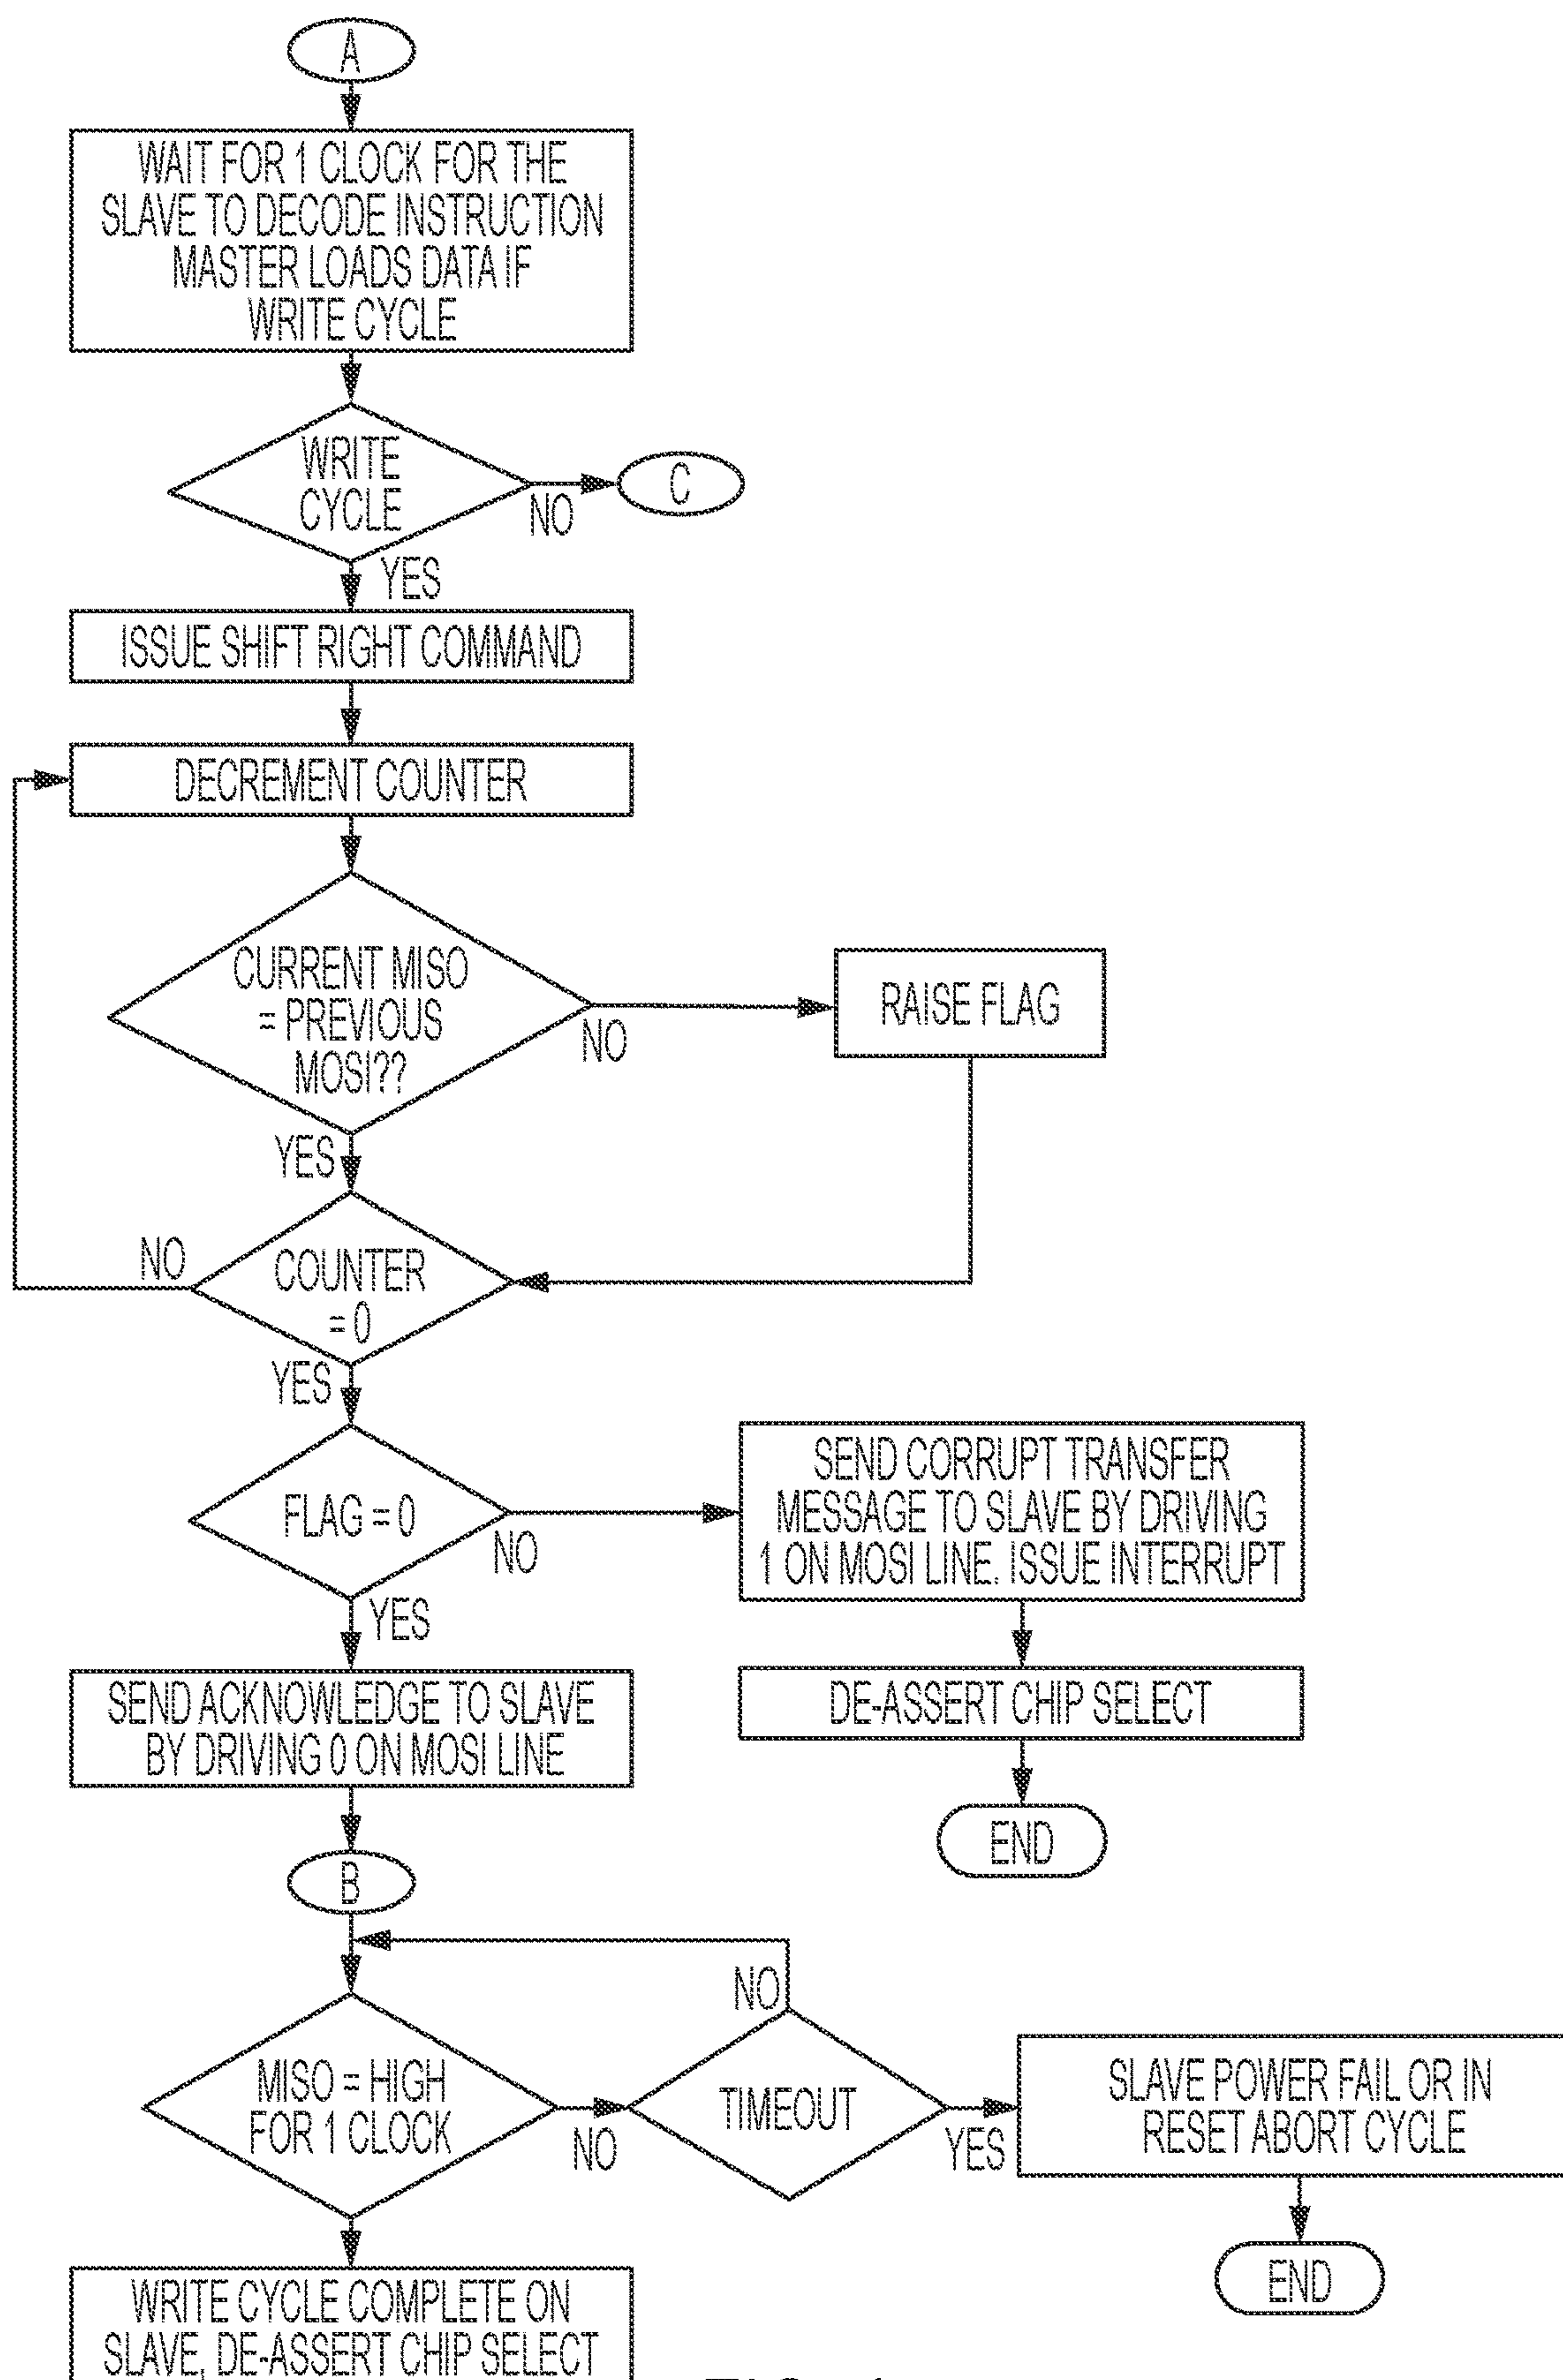 A
WAIT FOR 1 CLOCK FOR THE
SLAVE TO DECODE INSTRUCTION
MASTER LOADS DATA IF
WRITE CYCLE
WRITE
CYCLE
NO
C
YES
ISSUE SHIFT RIGHT COMMAND
DECREMENT COUNTER
CURRENT MISO
= PREVIOUS
MOSI??
NO
RAISE FLAG
YES
NO
COUNTER
= 0
YES
FLAG = 0
NO
SEND CORRUPT TRANSFER
MESSAGE TO SLAVE BY DRIVING
1 ON MOSI LINE. ISSUE INTERRUPT
YES
SEND ACKNOWLEDGE TO SLAVE
BY DRIVING 0 ON MOSI LINE
DE-ASSERT CHIP SELECT
END
B
NO
MISO = HIGH
FOR 1 CLOCK
NO
TIMEOUT
YES
SLAVE POWER FAIL OR IN
RESET ABORT CYCLE
END
WRITE CYCLE COMPLETE ON
SLAVE, DE-ASSERT CHIP SELECT